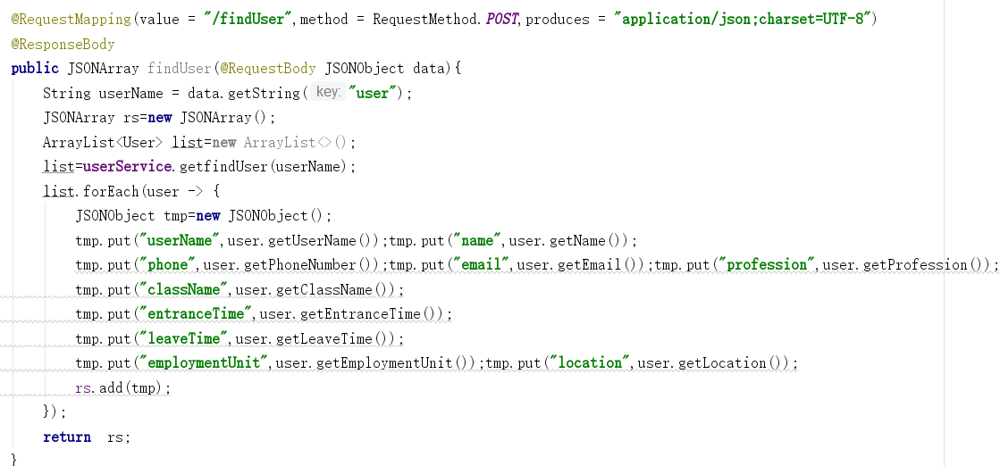 @RequestMapping(value = "/findUser",method = RequestMethod.POST,produces = "application/json;charset=UTF-8")
@ResponseBody
public JSONArray findUser(@RequestBody JSONObject data){
    String userName = data.getString( key: "user");
    JSONArray rs=new JSONArray();
    ArrayList<User> list=new ArrayList<>();
    list=userService.getfindUser(userName);
    list.forEach(user -> {
        JSONObject tmp=new JSONObject();
        tmp.put("userName",user.getUserName());tmp.put("name",user.getName());
        tmp.put("phone",user.getPhoneNumber());tmp.put("email",user.getEmail());tmp.put("profession",user.getProfession());
        tmp.put("className",user.getClassName());
        tmp.put("entranceTime",user.getEntranceTime());
        tmp.put("leaveTime",user.getLeaveTime());
        tmp.put("employmentUnit",user.getEmploymentUnit());tmp.put("location",user.getLocation());
        rs.add(tmp);
    });
    return  rs;
}